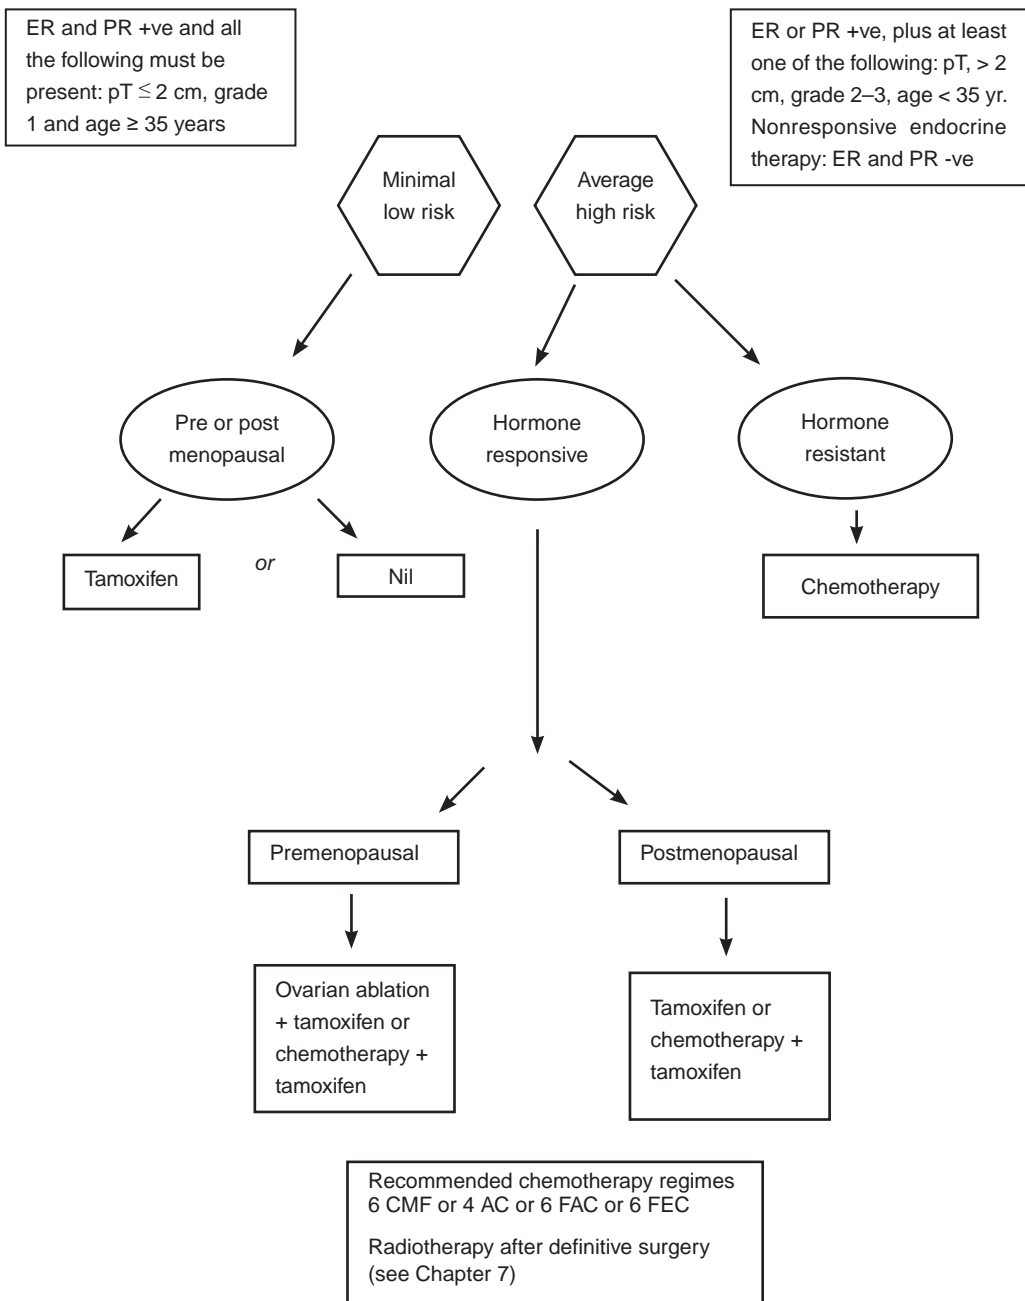 ER and PR +ve and all
the following must be
present: pT ≤ 2 cm, grade
1 and age ≥ 35 years
ER or PR +ve, plus at least
one of the following: pT, > 2
cm, grade 2–3, age < 35 yr.
Nonresponsive endocrine
therapy: ER and PR -ve
Minimal
low risk
Average
high risk
Pre or post
menopausal
Hormone
responsive
Hormone
resistant
Tamoxifen
or
Nil
Chemotherapy
Premenopausal
Postmenopausal
Ovarian ablation
+ tamoxifen or
chemotherapy +
tamoxifen
Tamoxifen or
chemotherapy +
tamoxifen
Recommended chemotherapy regimes
6 CMF or 4 AC or 6 FAC or 6 FEC
Radiotherapy after definitive surgery
(see Chapter 7)